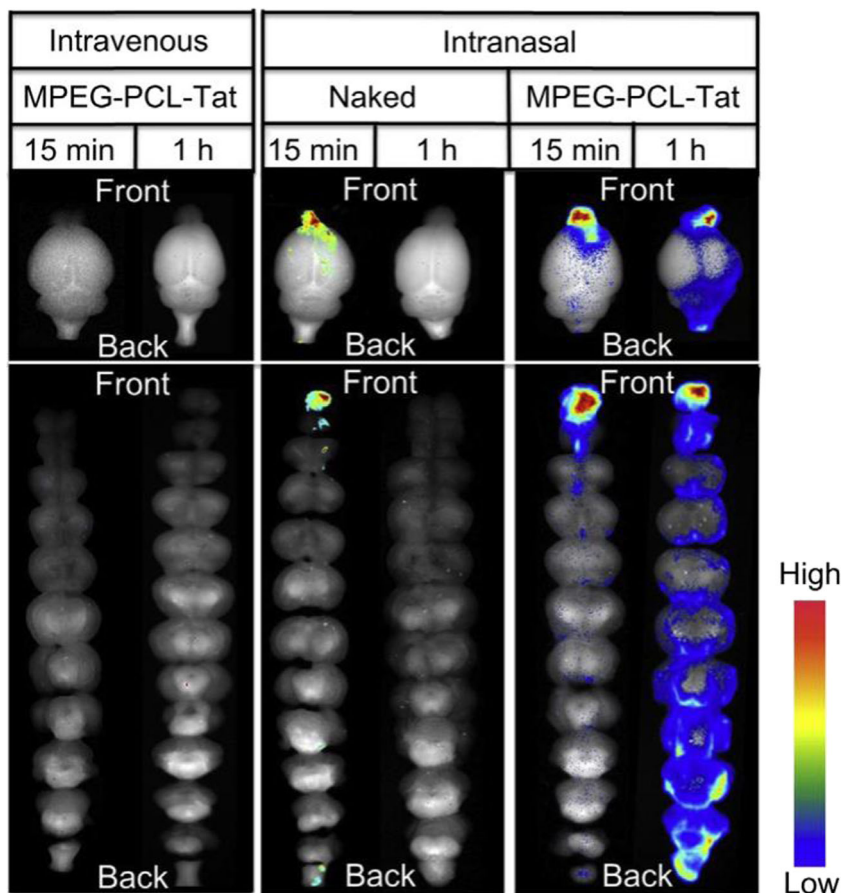 Intravenous Intranasal
MPEG-PCL-Tat Naked MPEG-PCL-Tat
15 min 1 h 15 min 1 h 15 min 1 h
Front Front Front
Back Back Back
Front Front Front
High
Back Back Back Low